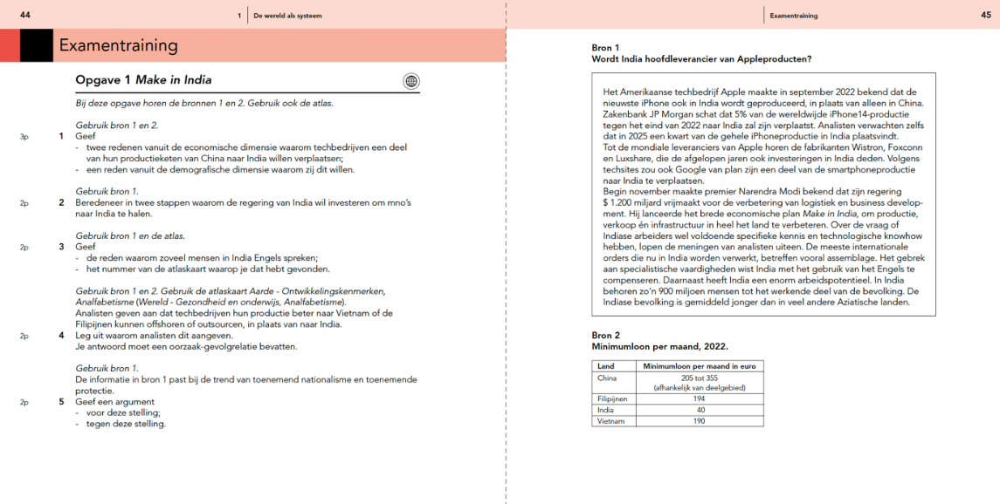 44
1 De wereld als systeem
Examentraining
Opgave 1 Make in India
Bij deze opgave horen de bronnen 1 en 2. Gebruik ook de atlas.
Gebruik bron 1 en 2.
3p 1 Geef
- twee redenen vanuit de economische dimensie waarom techbedrijven een deel
van hun productieketen van China naar India willen verplaatsen;
- een reden vanuit de demografische dimensie waarom zij dit willen.
Gebruik bron 1.
2p 2 Beredeneer in twee stappen waarom de regering van India wil investeren om mno's
naar India te halen.
Gebruik bron 1 en de atlas.
2p 3 Geef
- de reden waarom zoveel mensen in India Engels spreken;
- het nummer van de atlaskaart waarop je dat hebt gevonden.
Gebruik bron 1 en 2. Gebruik de atlaskaart Aarde - Ontwikkelingskenmerken,
Analfabetisme (Wereld - Gezondheid en onderwijs, Analfabetisme).
Analisten geven aan dat techbedrijven hun productie beter naar Vietnam of de
Filipijnen kunnen offshoren of outsourcen, in plaats van naar India.
2p 4 Leg uit waarom analisten dit aangeven.
Je antwoord moet een oorzaak-gevolgrelatie bevatten.
Gebruik bron 1.
De informatie in bron 1 past bij de trend van toenemend nationalisme en toenemende
protectie.
2p 5 Geef een argument
- voor deze stelling;
- tegen deze stelling.
Examentraining
45
Bron 1
Wordt India hoofdleverancier van Appleproducten?
Het Amerikaanse techbedrijf Apple maakte in september 2022 bekend dat de
nieuwste iPhone ook in India wordt geproduceerd, in plaats van alleen in China.
Zakenbank JP Morgan schat dat 5% van de wereldwijde iPhone14-productie
tegen het eind van 2022 naar India zal zijn verplaatst. Analisten verwachten zelfs
dat in 2025 een kwart van de gehele iPhoneproductie in India plaatsvindt.
Tot de mondiale leveranciers van Apple horen de fabrikanten Wistron, Foxconn
en Luxshare, die de afgelopen jaren ook investeringen in India deden. Volgens
techsites zou ook Google van plan zijn een deel van de smartphoneproductie
naar India te verplaatsen.
Begin november maakte premier Narendra Modi bekend dat zijn regering
$ 1.200 miljard vrijmaakt voor de verbetering van logistiek en business develop-
ment. Hij lanceerde het brede economische plan Make in India, om productie,
verkoop én infrastructuur in heel het land te verbeteren. Over de vraag of
Indiase arbeiders wel voldoende specifieke kennis en technologische knowhow
hebben, lopen de meningen van analisten uiteen. De meeste internationale
orders die nu in India worden verwerkt, betreffen vooral assemblage. Het gebrek
aan specialistische vaardigheden wist India met het gebruik van het Engels te
compenseren. Daarnaast heeft India een enorm arbeidspotentieel. In India
behoren zo'n 900 miljoen mensen tot het werkende deel van de bevolking. De
Indiase bevolking is gemiddeld jonger dan in veel andere Aziatische landen.
Bron 2
Minimumloon per maand, 2022.
Land Minimumloon per maand in euro
China 205 tot 355
(afhankelijk van deelgebied)
Filipijnen 194
India 40
Vietnam 190